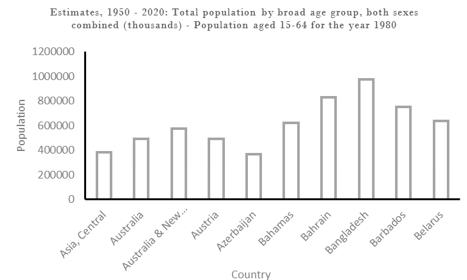 Estimates, 1950 - 2020: Total population by broad age group, both sexes
combined (thousands) - Population aged 15-64 for the year 1980
1200000
1000000
800000
600000
400000
200000
0
Population
Asia, Central
Australia
Australia & New...
Austria
Azerbaijan
Bahamas
Bahrain
Bangladesh
Barbados
Belarus
Country